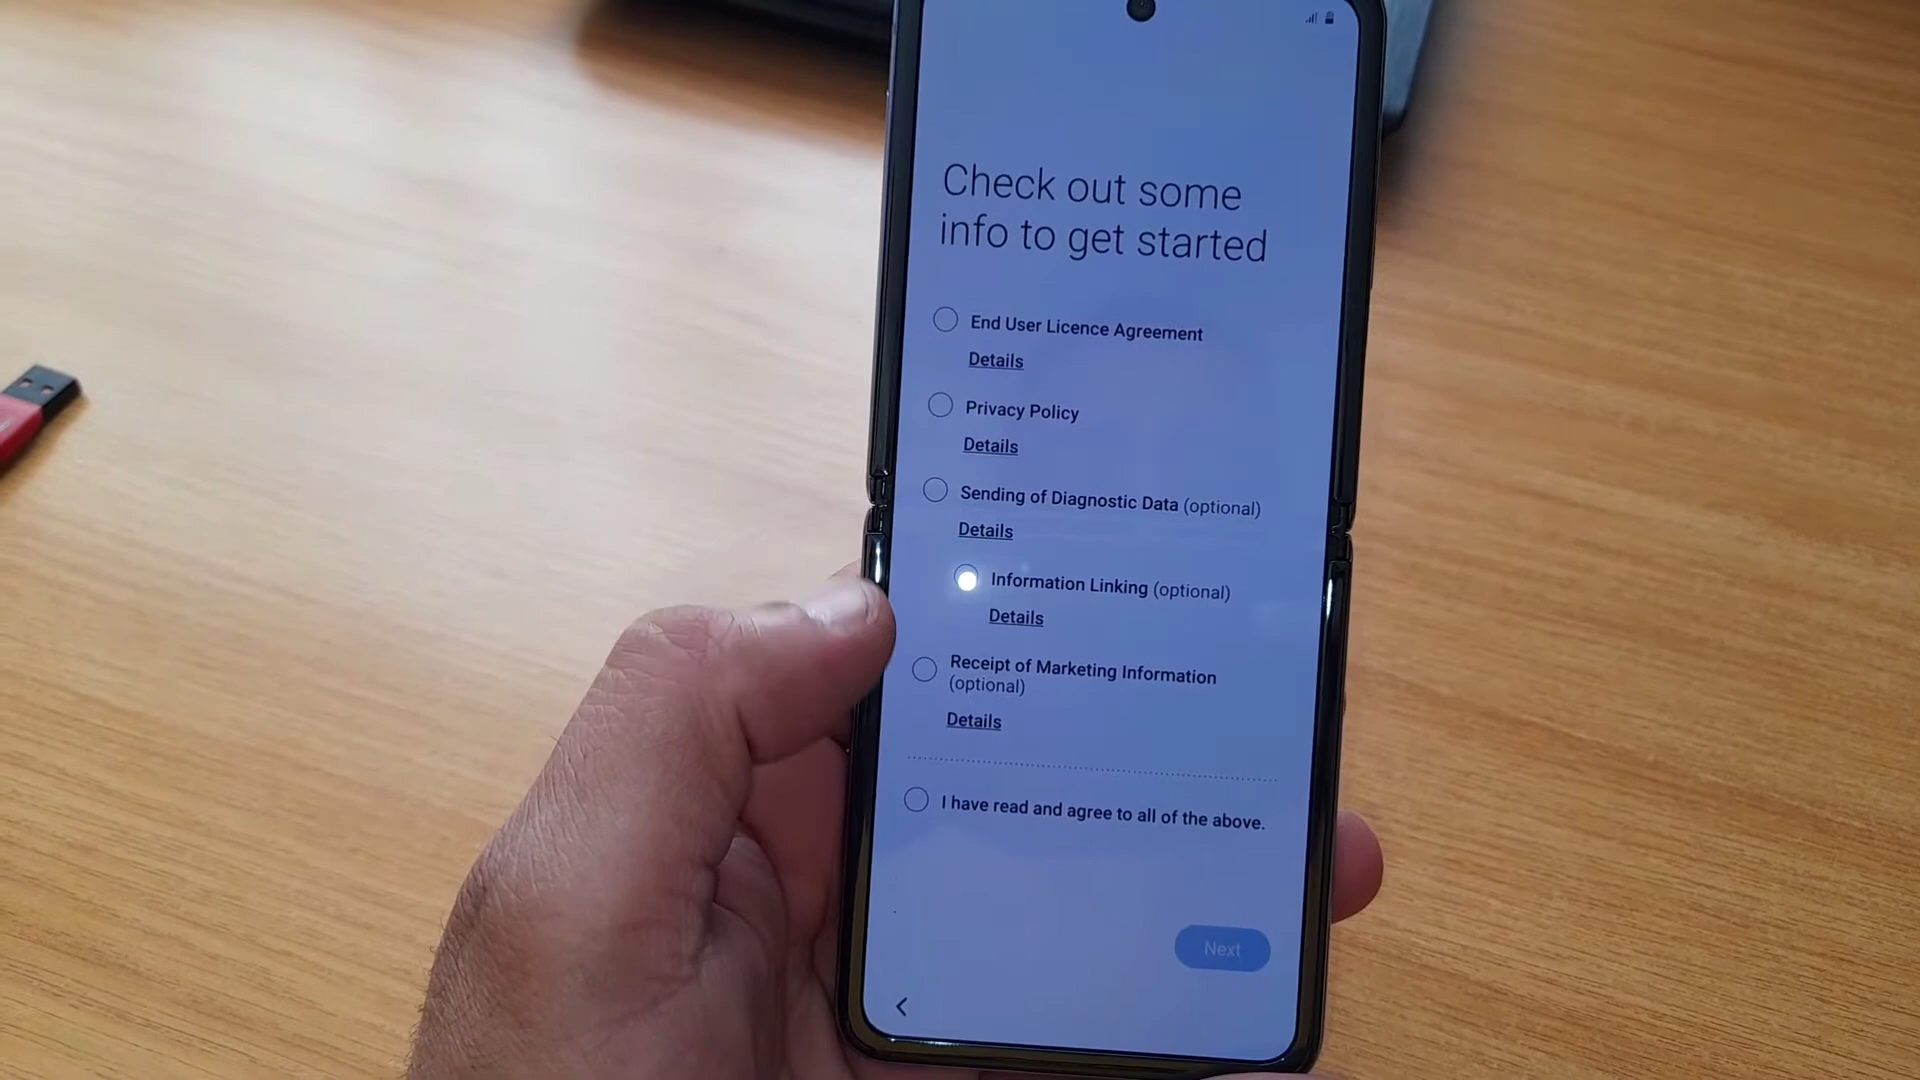 Check out some
info to get started
End User Licence Agreement
Details
Privacy Policy
Details
Sending of Diagnostic Data (optional)
Details
Information Linking (optional)
Details
Receipt of Marketing Information
(optional)
Details
I have read and agree to all of the above.
Next